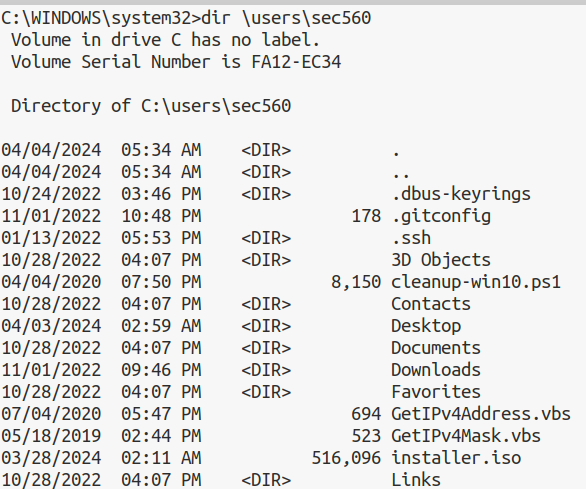 C:\WINDOWS\system32>dir \users\sec560
 Volume in drive C has no label.
 Volume Serial Number is FA12-EC34

 Directory of C:\users\sec560

04/04/2024  05:34 AM    <DIR>          .
04/04/2024  05:34 AM    <DIR>          ..
10/24/2022  03:46 PM    <DIR>          .dbus-keyrings
11/01/2022  10:48 PM               178 .gitconfig
01/13/2022  05:53 PM    <DIR>          .ssh
10/28/2022  04:07 PM    <DIR>          3D Objects
04/04/2020  07:50 PM             8,150 cleanup-win10.ps1
10/28/2022  04:07 PM    <DIR>          Contacts
04/03/2024  02:59 AM    <DIR>          Desktop
10/28/2022  04:07 PM    <DIR>          Documents
11/01/2022  09:46 PM    <DIR>          Downloads
10/28/2022  04:07 PM    <DIR>          Favorites
07/04/2020  05:47 PM               694 GetIPv4Address.vbs
05/18/2019  02:44 PM               523 GetIPv4Mask.vbs
03/28/2024  02:11 AM           516,096 installer.iso
10/28/2022  04:07 PM    <DIR>          Links